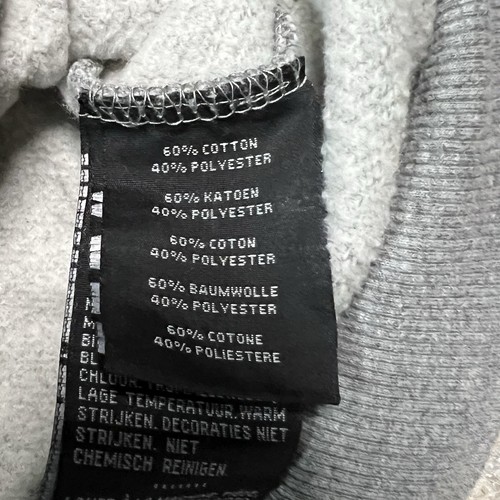 60% COTTON
40% POLYESTER
60% KATOEN
40% POLYESTER
60% COTON
40% POLYESTER
60% BAUMWOLLE
40% POLYESTER
60% COTONE
40% POLIESTERE
LAGE TEMPERATUUR.WARM
STRIJKEN. DECORATIES NIET
STRIJKEN. NIET
CHEMISCH REINIGEN.